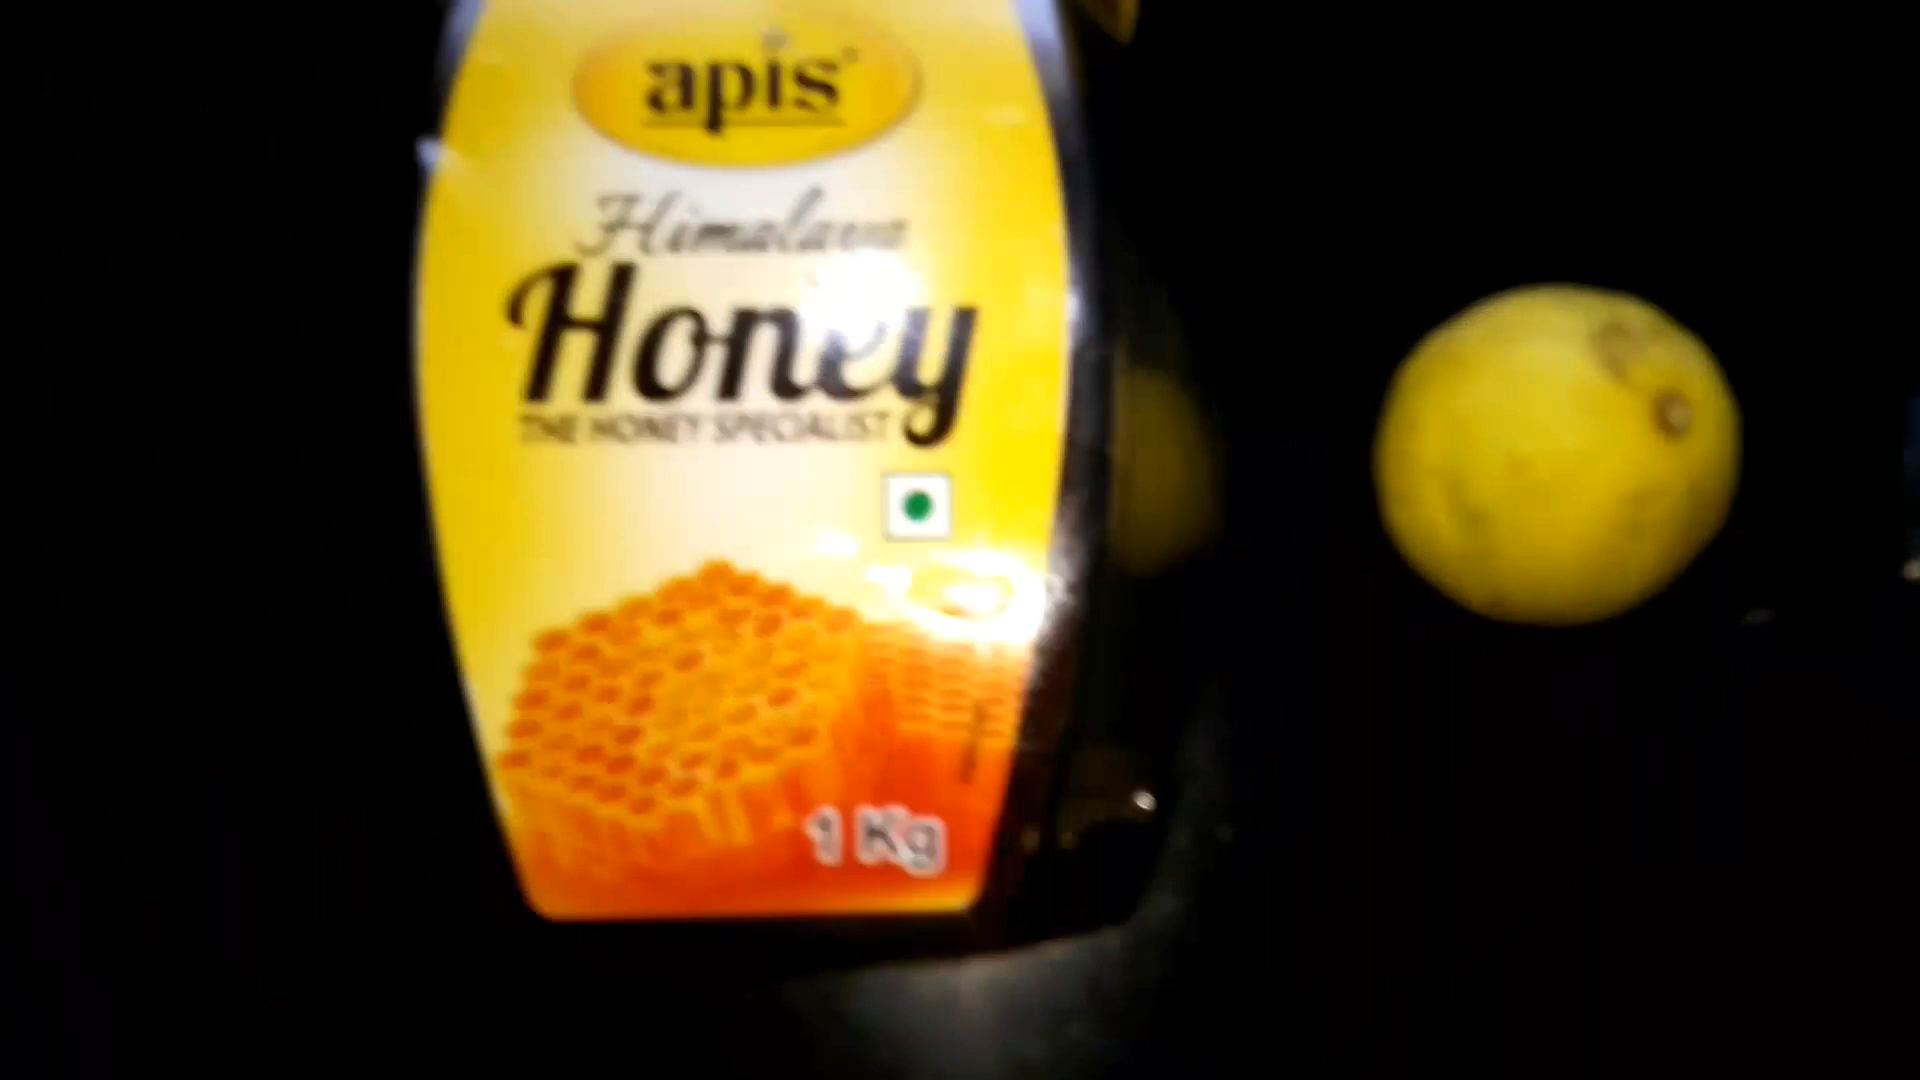 apis
Himalaya
Honey
THE HONEY SPECIALIST
1 Kg